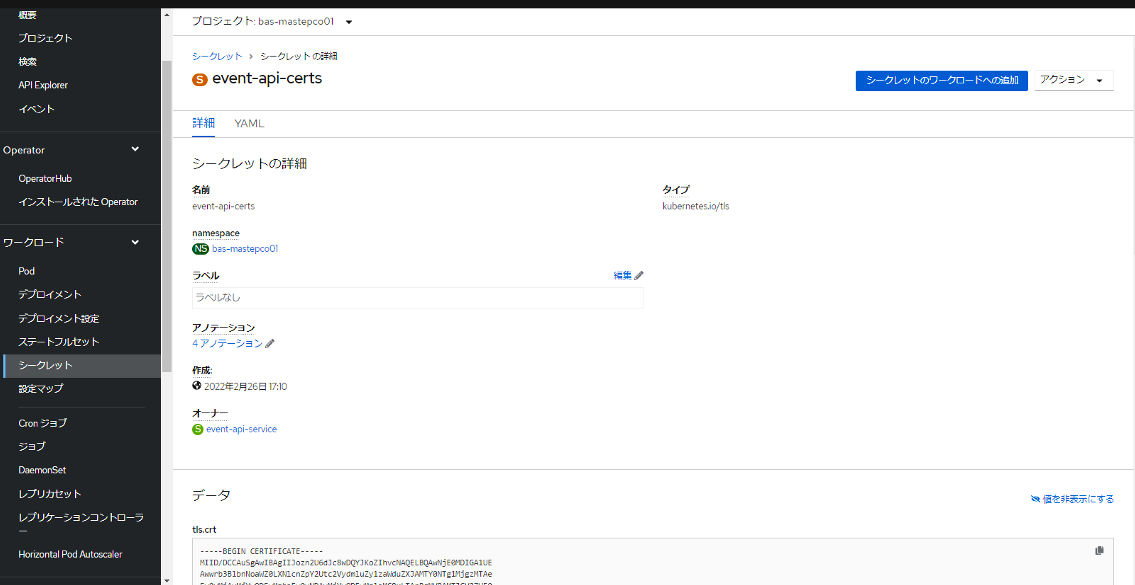 概要
プロジェクト
検索
API Explorer
イベント
Operator
OperatorHub
インストールされた Operator
ワークロード
Pod
デプロイメント
デプロイメント設定
ステートフルセット
シークレット
設定マップ
Cron ジョブ
ジョブ
DaemonSet
レプリカセット
レプリケーションコントローラ
ー
Horizontal Pod Autoscaler
プロジェクト: bas-mastepco01
シークレット > シークレット の詳細
S event-api-certs
シークレットのワークロードへの追加
アクション
詳細 YAML
シークレットの詳細
名前
event-api-certs
タイプ
kubernetes.io/tls
namespace
NS bas-mastepco01
ラベル
編集
ラベルなし
アノテーション
4 アノテーション
作成:
2022年2月26日 17:10
オーナー
S event-api-service
データ
値を非表示にする
tls.crt
-----BEGIN CERTIFICATE-----